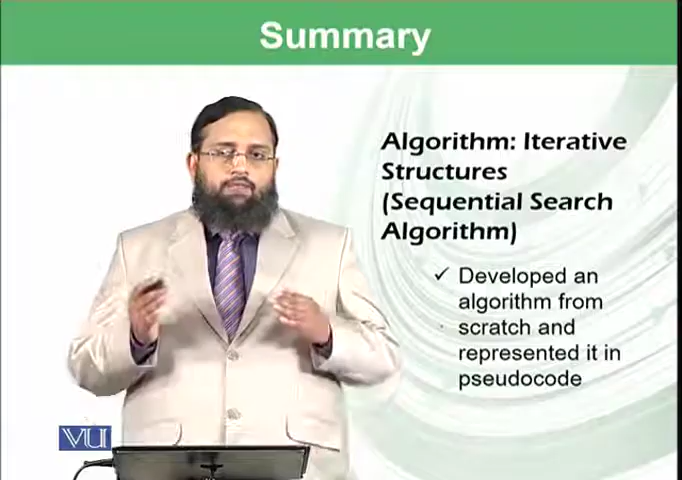 Summary
Algorithm: Iterative
Structures
(Sequential Search
Algorithm)
✓ Developed an
algorithm from
scratch and
represented it in
pseudocode
VU